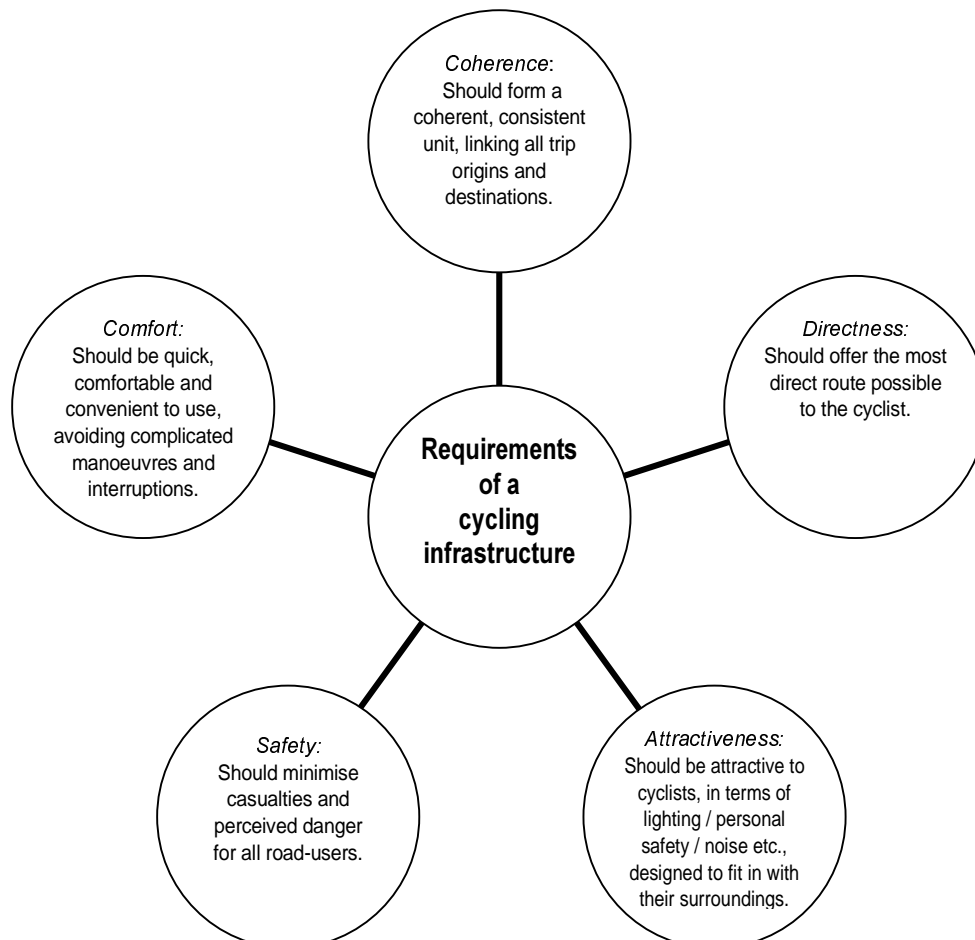 Coherence:
Should form a
coherent, consistent
unit, linking all trip
origins and
destinations.
Comfort:
Should be quick,
comfortable and
convenient to use,
avoiding complicated
manoeuvres and
interruptions.
Directness:
Should offer the most
direct route possible
to the cyclist.
Requirements
of a
cycling
infrastructure
Safety:
Should minimise
casualties and
perceived danger
for all road-users.
Attractiveness:
Should be attractive to
cyclists, in terms of
lighting / personal
safety / noise etc.,
designed to fit in with
their surroundings.